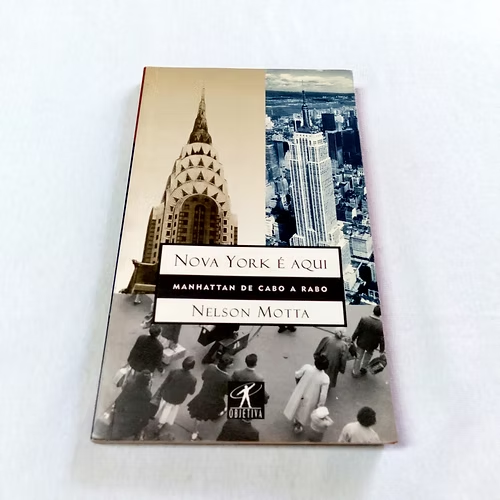 NOVA YORK É AQUI
MANHATTAN DE CABO A RABO
NELSON MOTTA
OBJETIVA